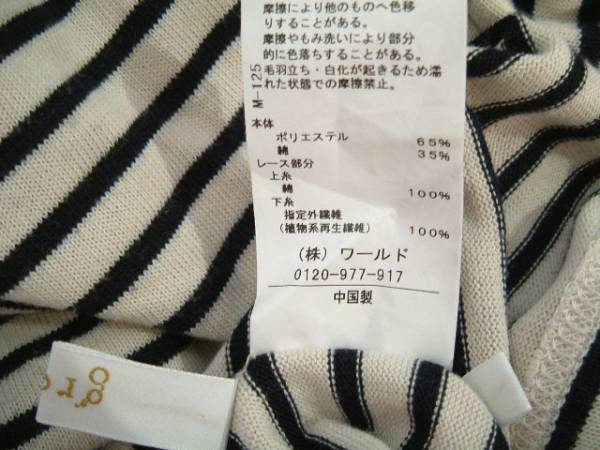 摩擦により他のものへ色移
りすることがある。
摩擦やもみ洗いにより部分
的に色落ちすることがある。
毛羽立ち・白化が起きるため濡
れた状態での摩擦禁止。
M-125
本体
ポリエステル 65%
綿 35%
レース部分
上糸
綿 100%
下糸
指定外繊維
(植物系再生繊維) 100%
(株) ワールド
0120-977-917
中国製